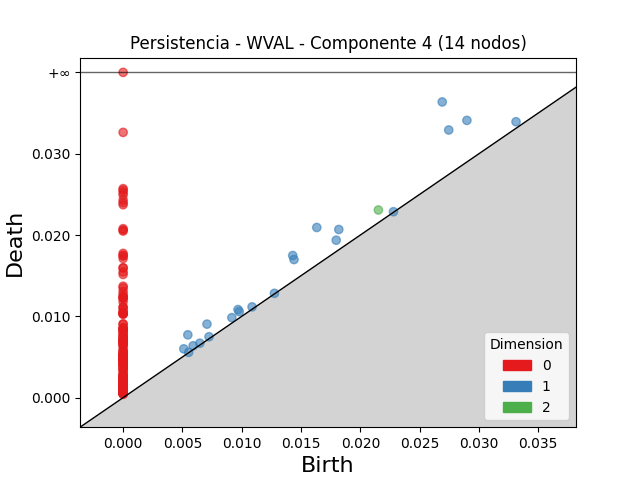 Persistencia - WVAL - Componente 4 (14 nodos)
+∞
0.030
0.020
0.010
0.000
Death
0.000 0.005 0.010 0.015 0.020 0.025 0.030 0.035
Birth
Dimension
0
1
2